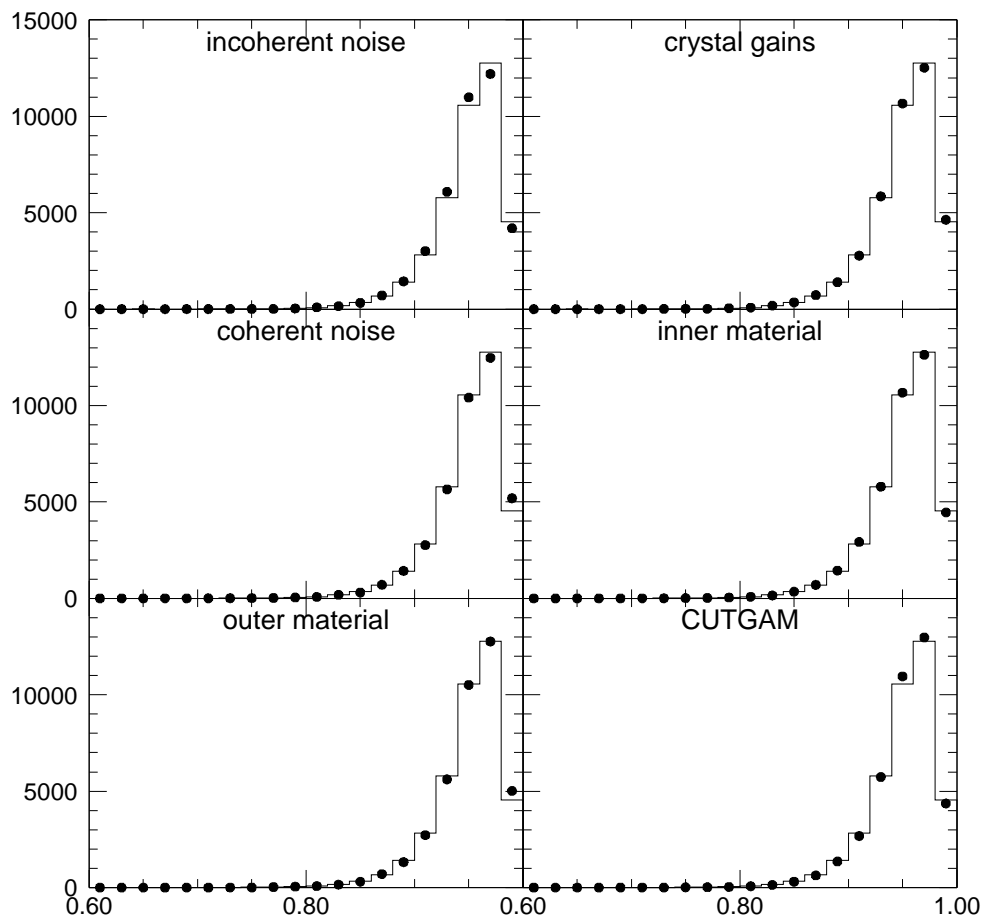 15000
incoherent noise
crystal gains
10000
5000
0
coherent noise
inner material
10000
5000
0
outer material
CUTGAM
10000
5000
0
0.60
0.80
0.60
0.80
1.00